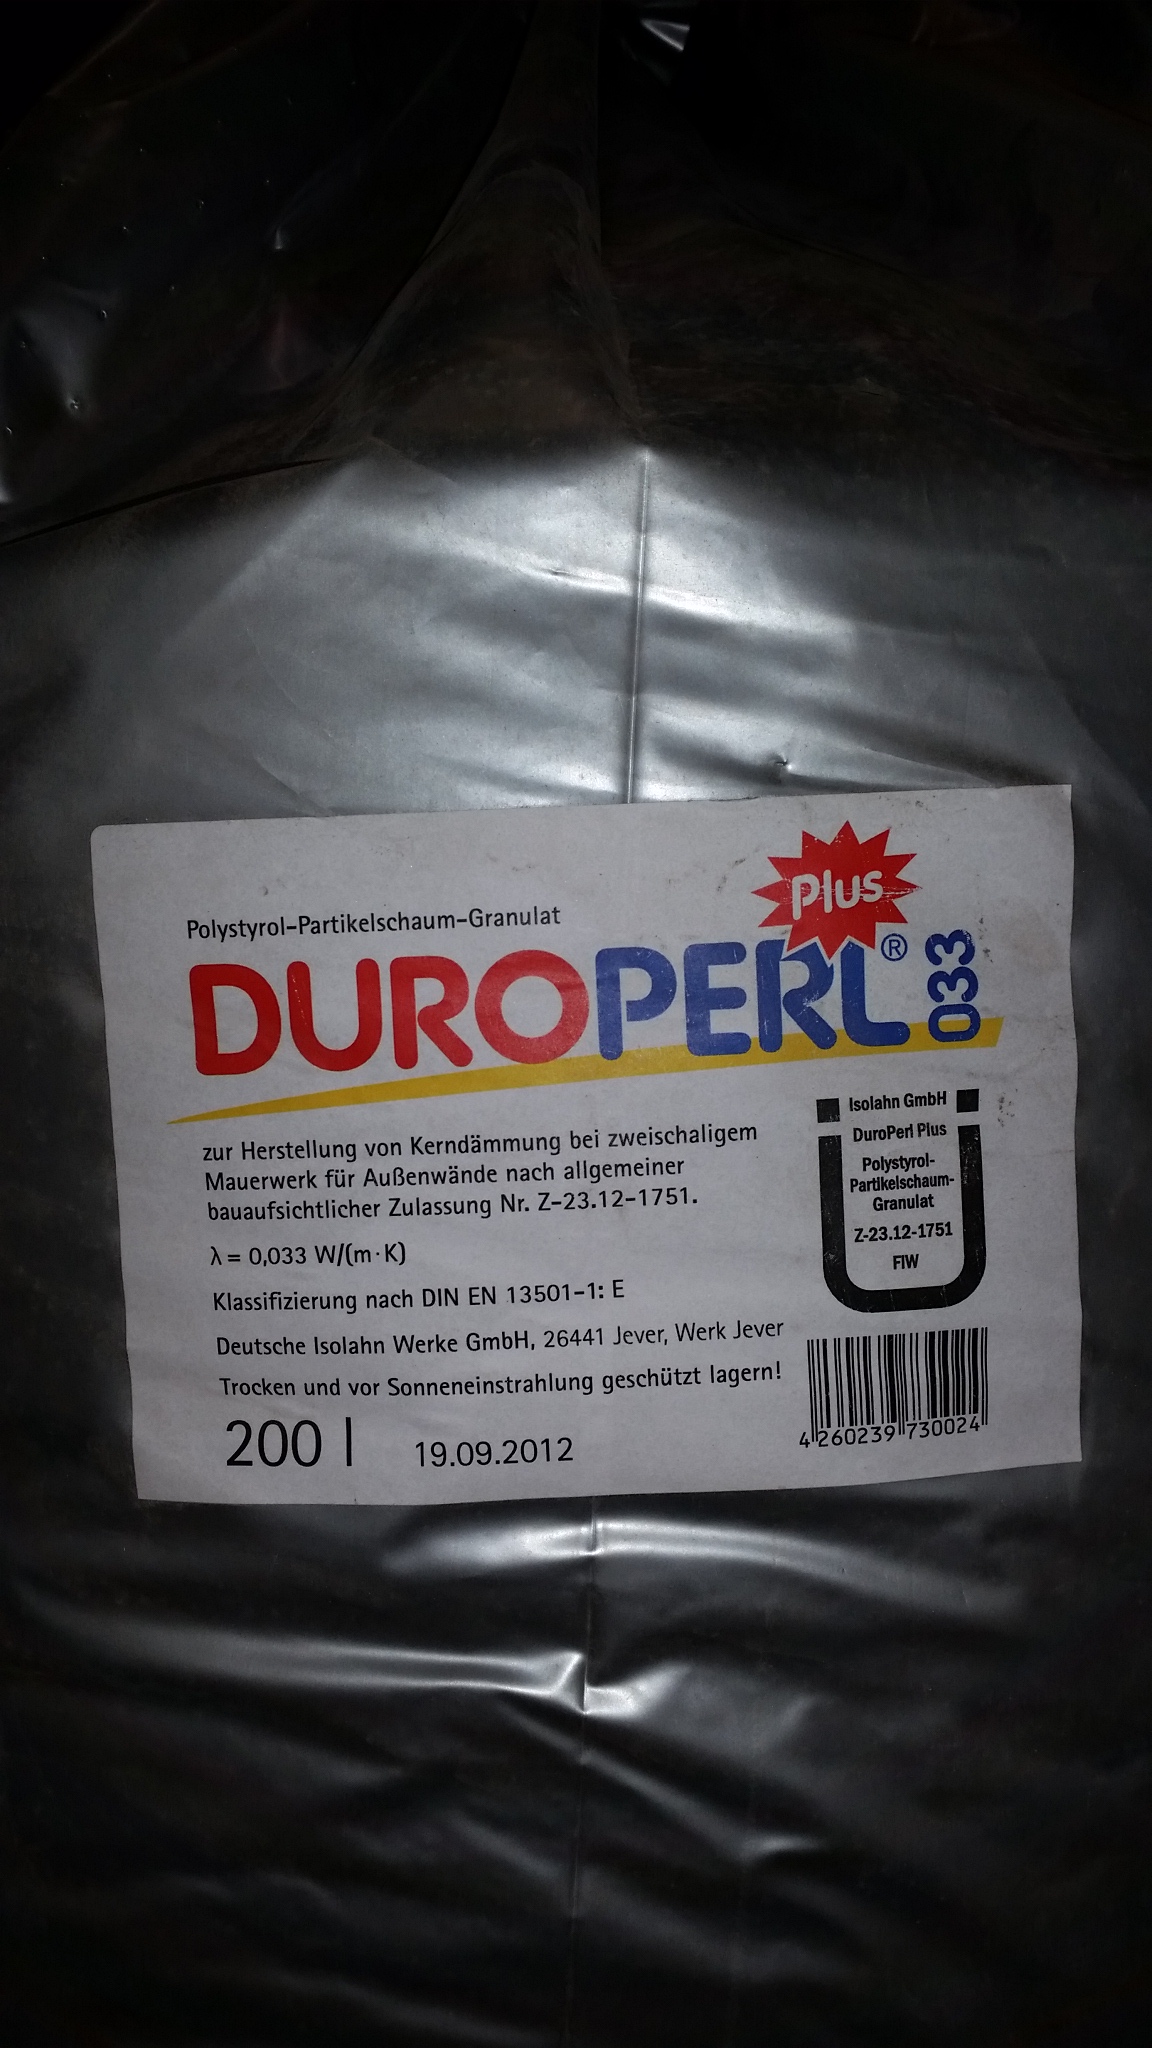 Plus
Polystyrol-Partikelschaum-Granulat
DUROPERL® 033
zur Herstellung von Kerndämmung bei zweischaligem
Mauerwerk für Außenwände nach allgemeiner
bauaufsichtlicher Zulassung Nr. Z-23.12-1751.
λ = 0,033 W/(m·K)
Klassifizierung nach DIN EN 13501-1: E
Deutsche Isolahn Werke GmbH, 26441 Jever, Werk Jever
Trocken und vor Sonneneinstrahlung geschützt lagern!
200 l 19.09.2012
Isolahn GmbH
DuroPerl Plus
Polystyrol-
Partikelschaum-
Granulat
Z-23.12-1751
FIW
4 260239 730024